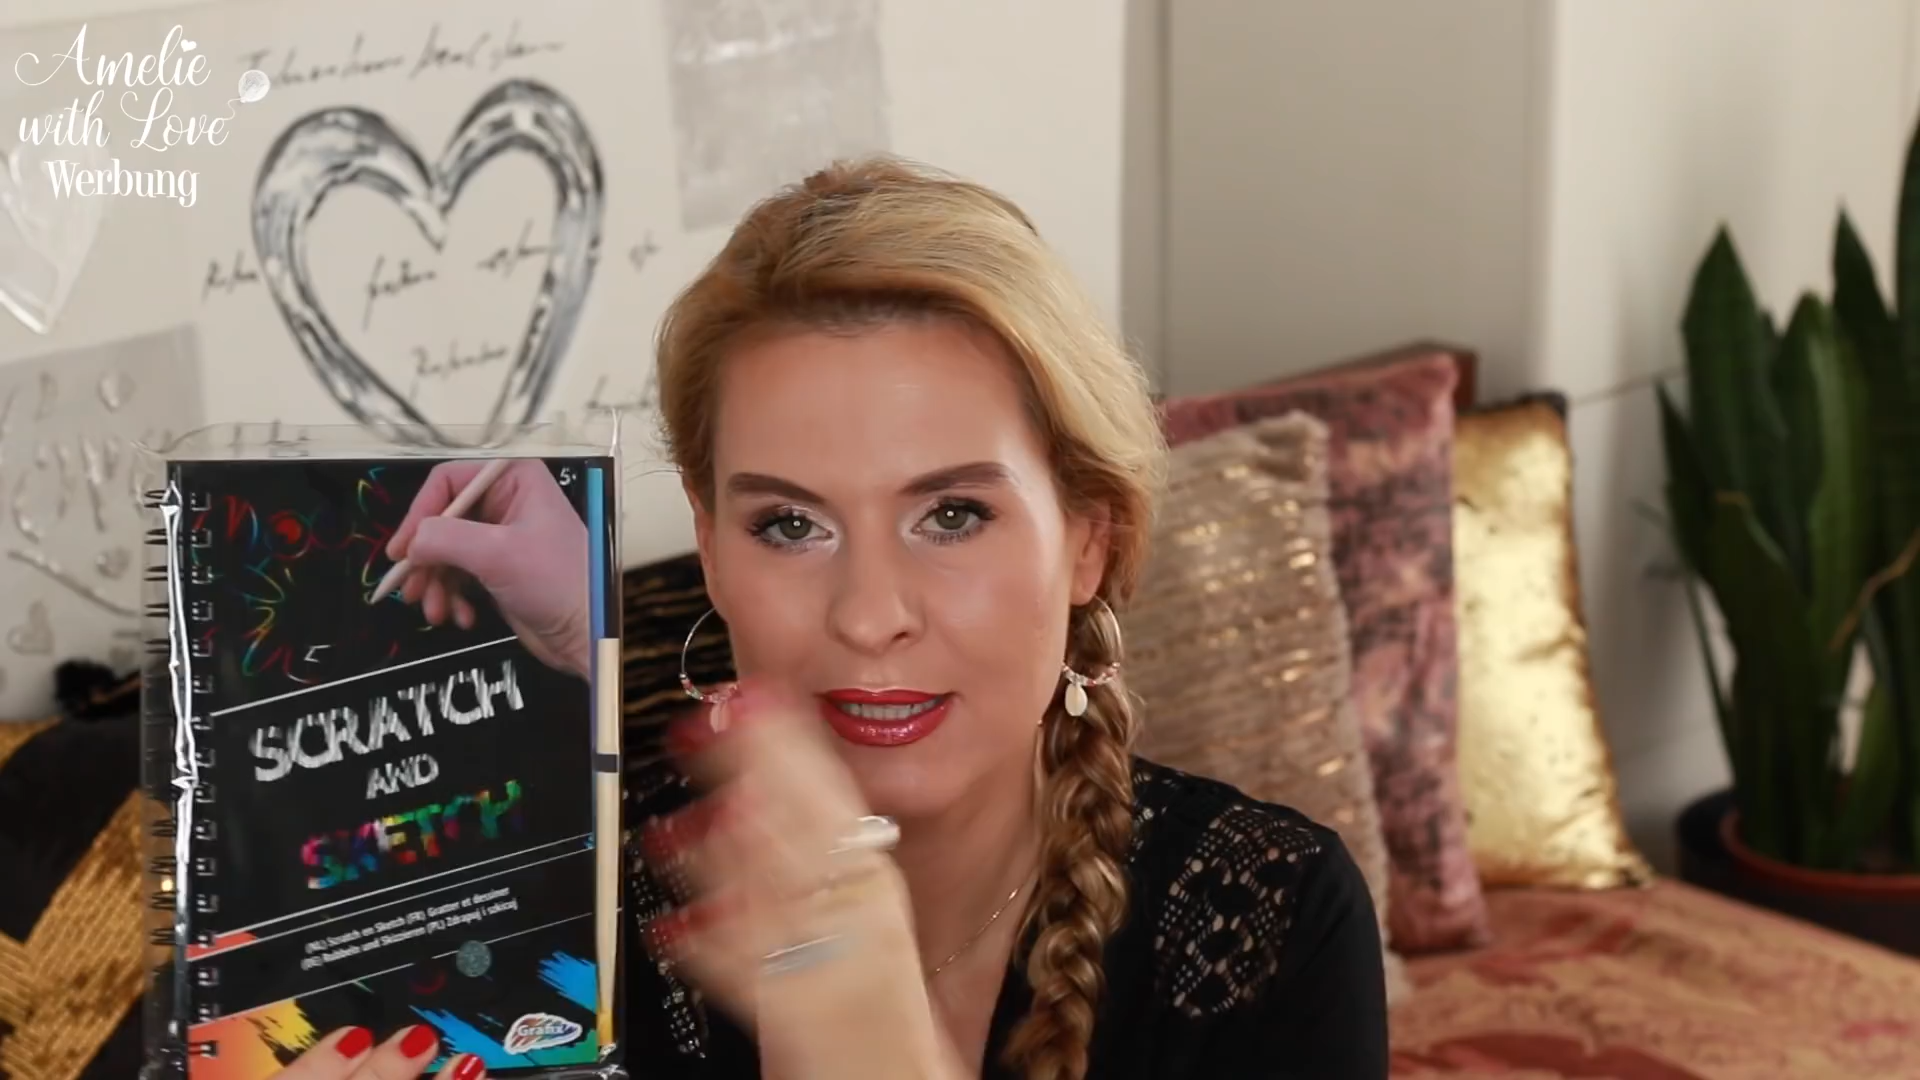 Amelie
with Love
Werbung
5+
SCRATCH
AND
SKETCH
(NL) Scratch en Sketch (FR) Gratter et dessiner
(DE) Rubbeln und Skizzieren (PL) Zdrapuj i szkicuj
Grafix